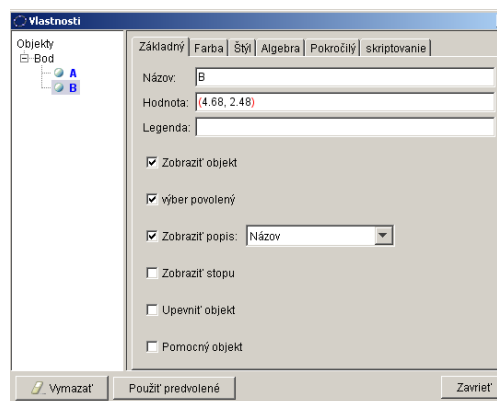 Vlastnosti
Objekty
Bod
A
B
Základný Farba Štýl Algebra Pokročilý skriptovanie
Názov: B
Hodnota: (4.68, 2.48)
Legenda:
Zobraziť objekt
výber povolený
Zobraziť popis: Názov
Zobraziť stopu
Upevniť objekt
Pomocný objekt
Vymazať Použiť predvolené Zavrieť